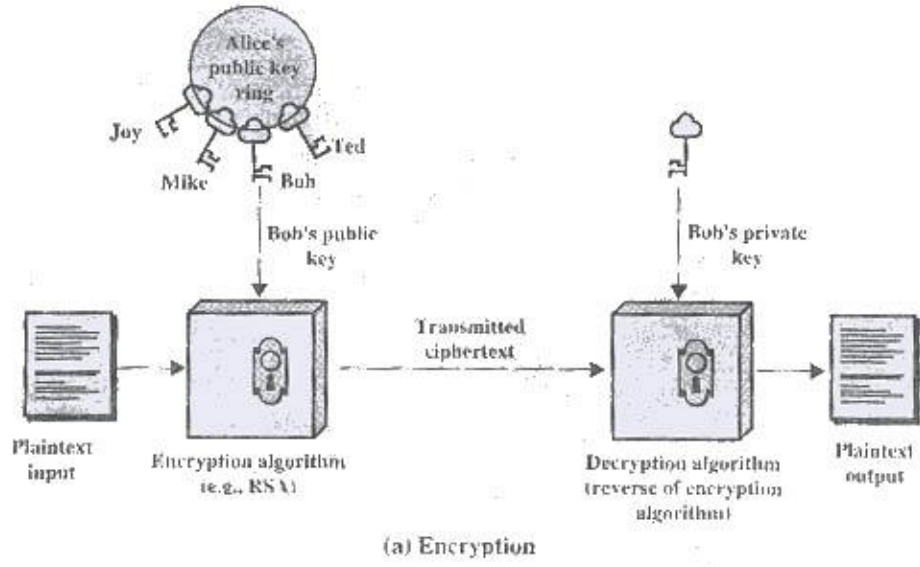 Alice's
public key
ring
Joy
Mike
Bob
Ted
Bob's public
key
Bob's private
key
Transmitted
ciphertext
Plaintext
input
Encryption algorithm
(e.g., RSA)
Decryption algorithm
(reverse of encryption
algorithm)
Plaintext
output
(a) Encryption